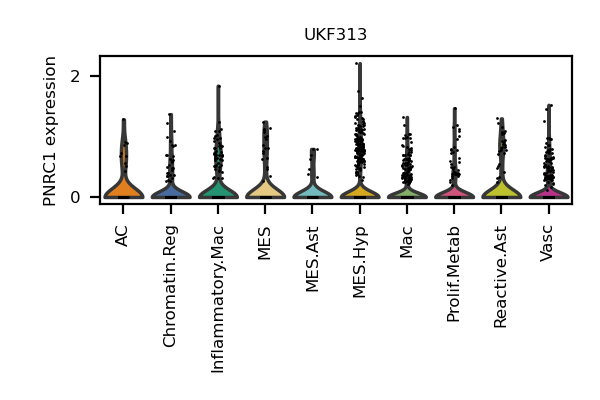 UKF313
PNRC1 expression
2
0
AC
Chromatin.Reg
Inflammatory.Mac
MES
MES.Ast
MES.Hyp
Mac
Prolif.Metab
Reactive.Ast
Vasc